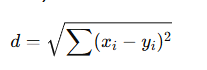 d = √∑(xᵢ − yᵢ)²